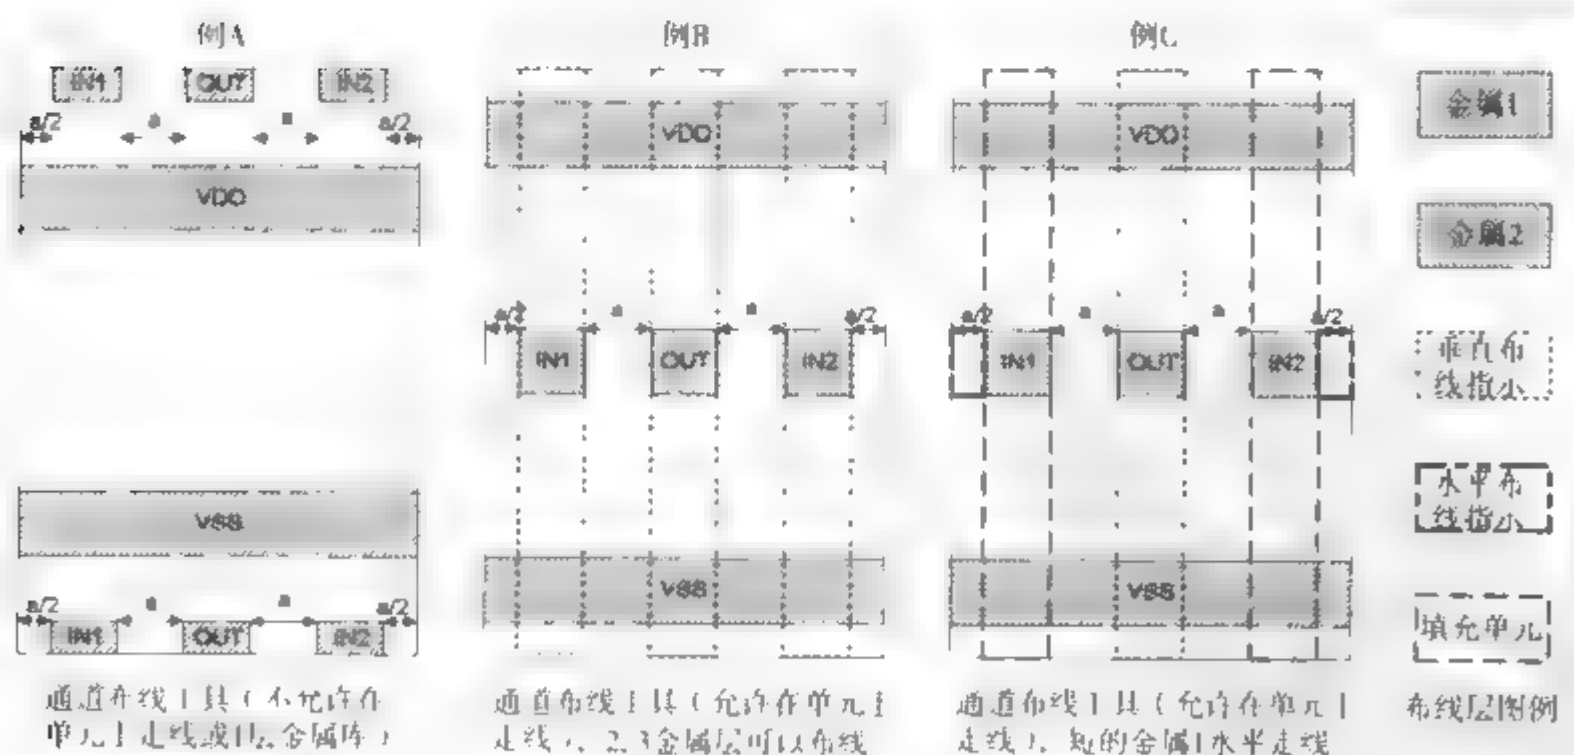 例A
IN1 OUT IN2
a/2 a a a/2
VDD
VSS
a/2 a a a/2
IN1 OUT IN2
通道布线工具（不允许在
单元上走线或1层金属库）
例B
VDD
a/2 a a a/2
IN1 OUT IN2
VSS
通道布线工具（允许在单元上
走线），2,3金属层可以布线
例C
VDD
a/2 a a a/2
IN1 OUT IN2
VSS
通道布线工具（允许在单元上
走线），短的金属1水平走线
金属1
金属2
垂直布
线指示
水平布
线指示
填充单元
布线层图例